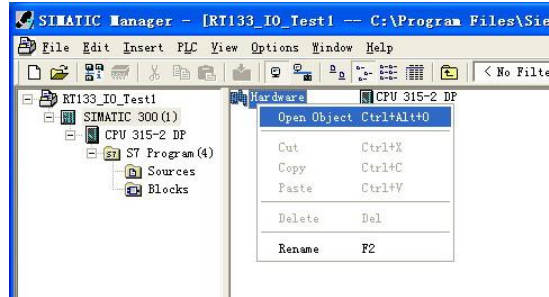 SIMATIC Manager - [RT133_IO_Test1 -- C:\Program Files\Sie
File Edit Insert PLC View Options Window Help
< No Filte
RT133_IO_Test1
SIMATIC 300(1)
CPU 315-2 DP
S7 Program(4)
Sources
Blocks
Hardware
CPU 315-2 DP
Open Object Ctrl+Alt+O
Cut Ctrl+X
Copy Ctrl+C
Paste Ctrl+V
Delete Del
Rename F2